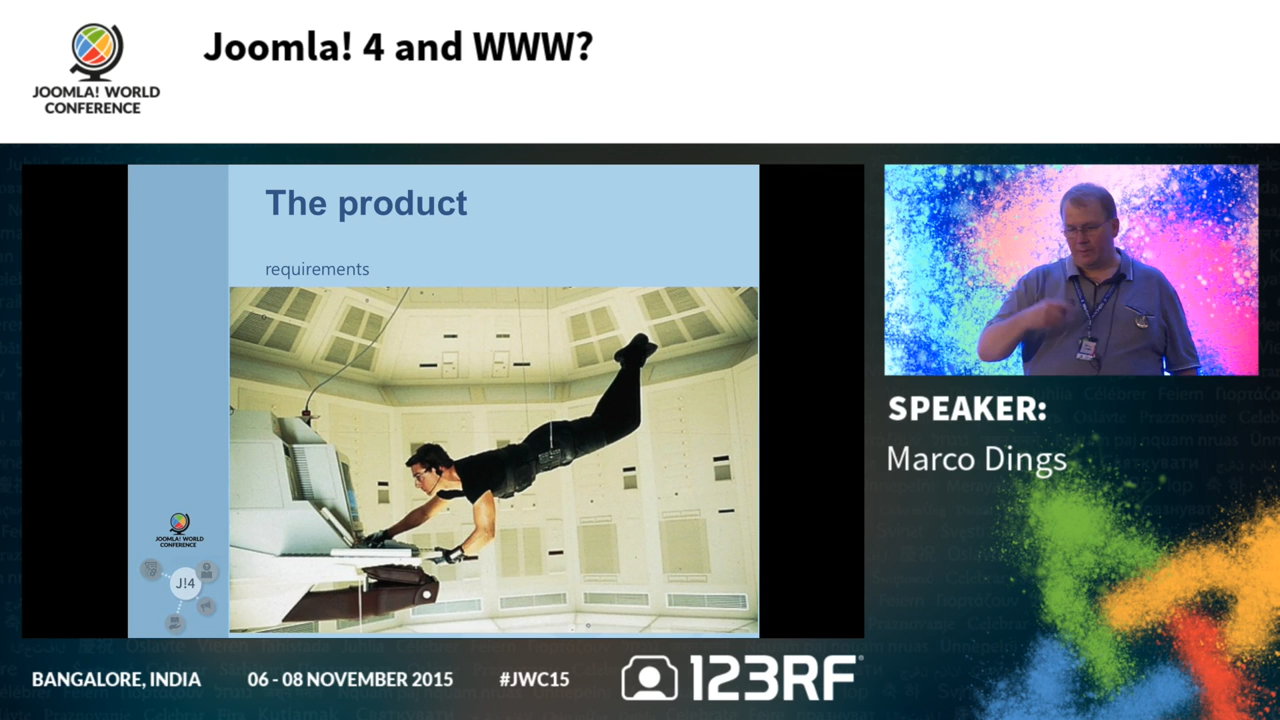 JOOMLA! WORLD
CONFERENCE
Joomla! 4 and WWW?
The product
requirements
JOOMLA! WORLD
CONFERENCE
J!4
SPEAKER:
Marco Dings
BANGALORE, INDIA
06 - 08 NOVEMBER 2015
#JWC15
123RF